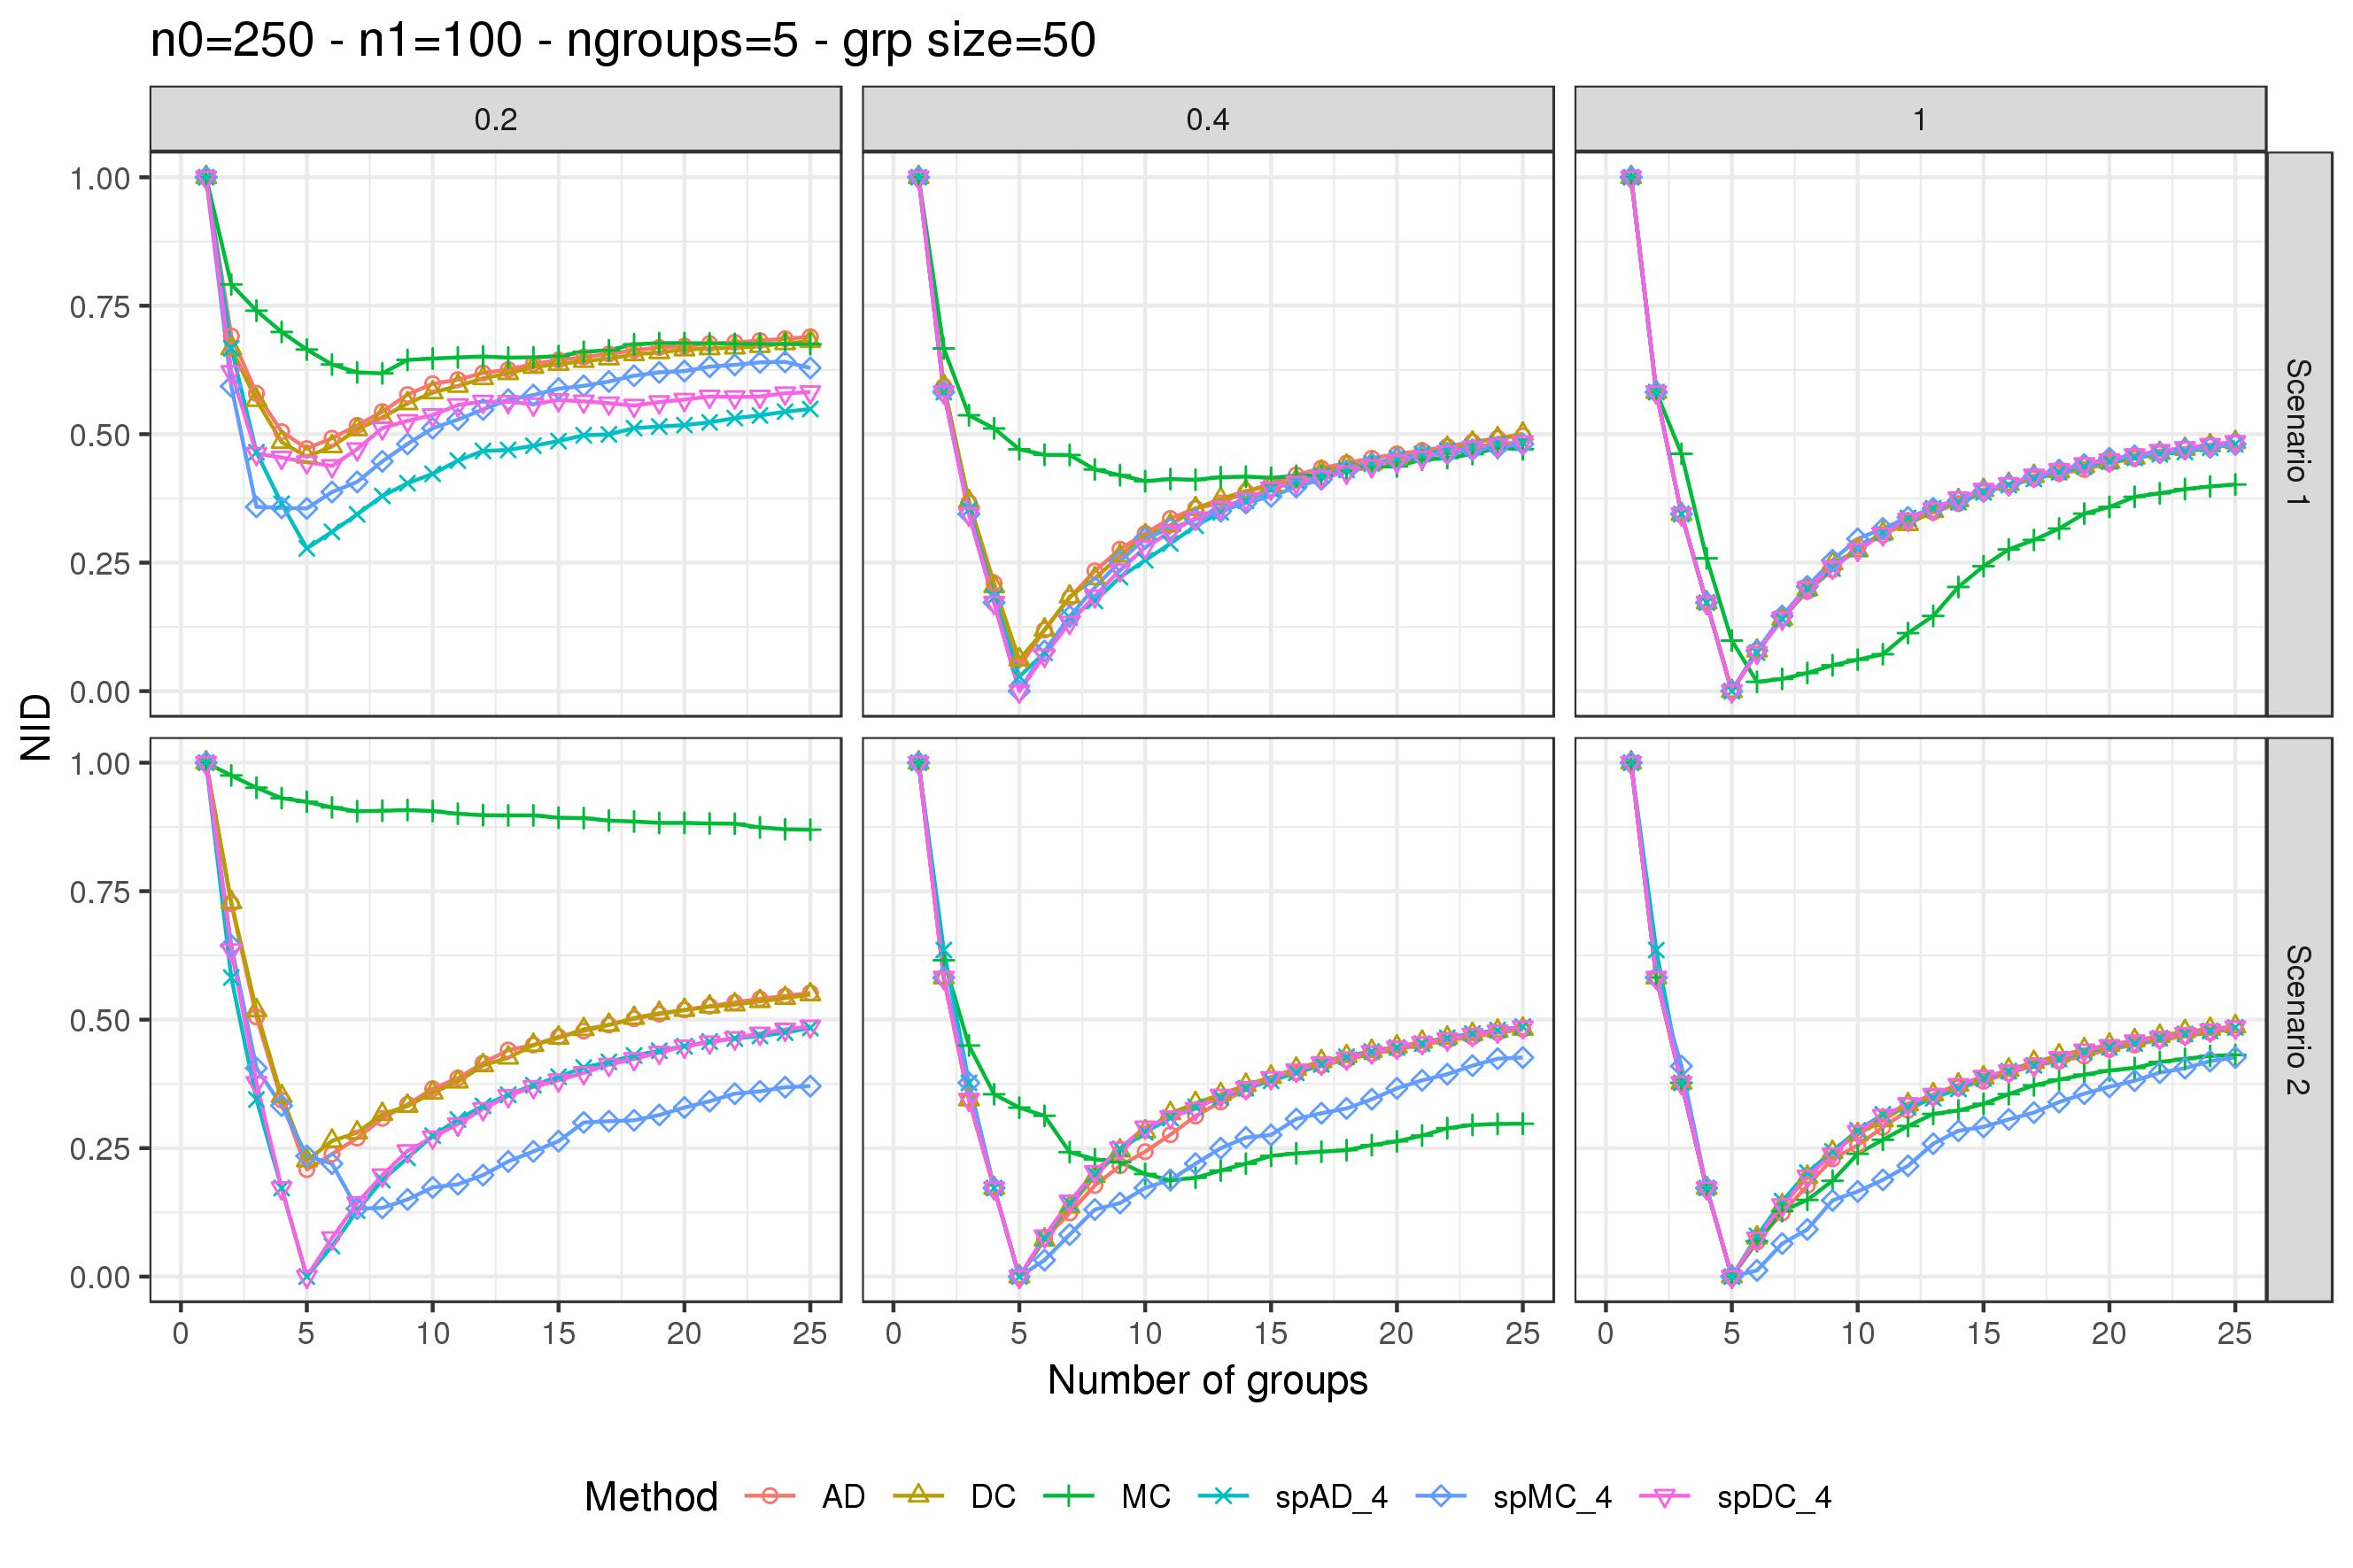 n0=250 - n1=100 - ngroups=5 - grp size=50
0.2 0.4 1
1.00
0.75
0.50
0.25
0.00
Scenario 1
NID
1.00
0.75
0.50
0.25
0.00
Scenario 2
0 5 10 15 20 25 0 5 10 15 20 25 0 5 10 15 20 25
Number of groups
Method AD DC MC spAD_4 spMC_4 spDC_4